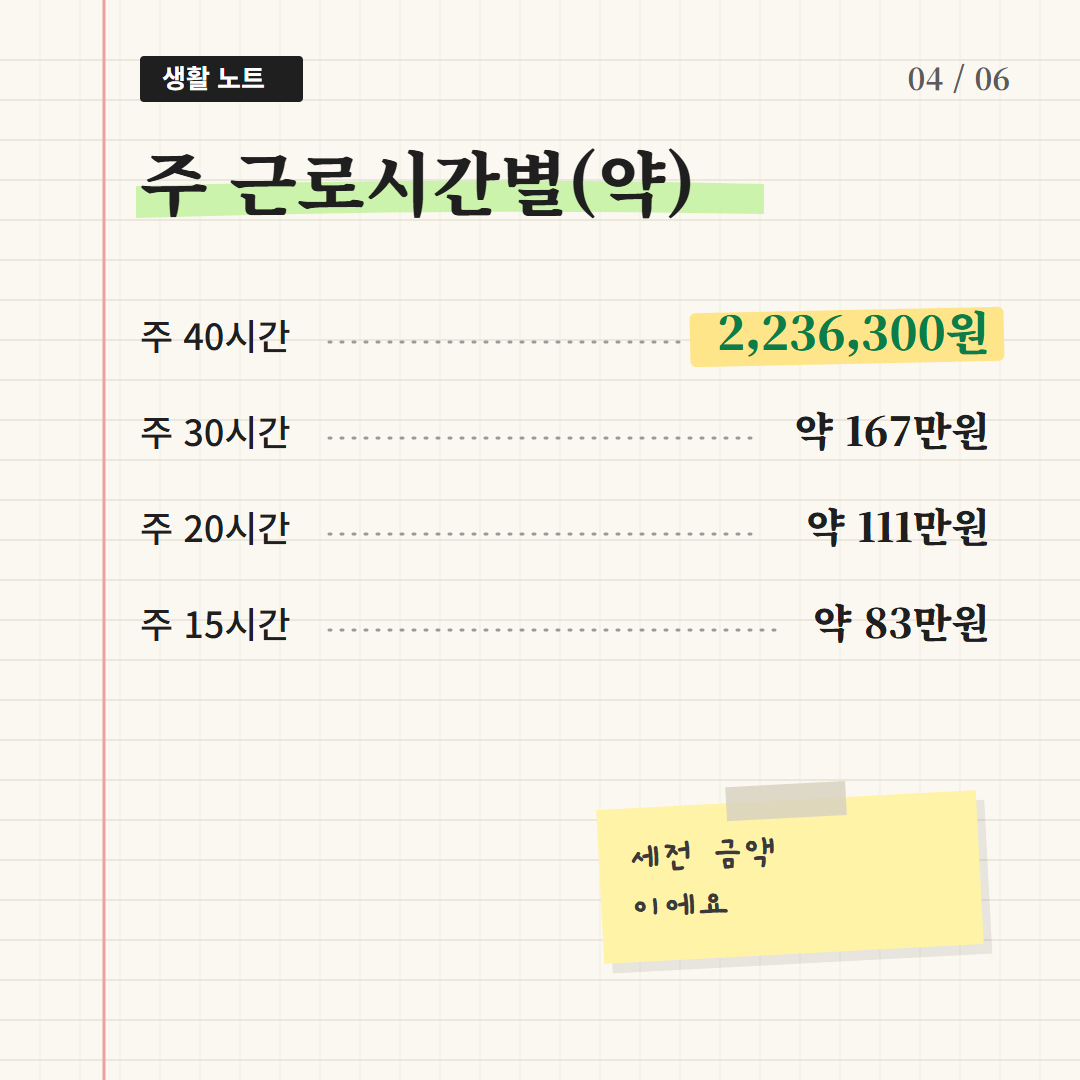 생활 노트
04 / 06
주 근로시간별(약)
주 40시간 2,236,300원
주 30시간 약 167만원
주 20시간 약 111만원
주 15시간 약 83만원
세전 금액
이에요